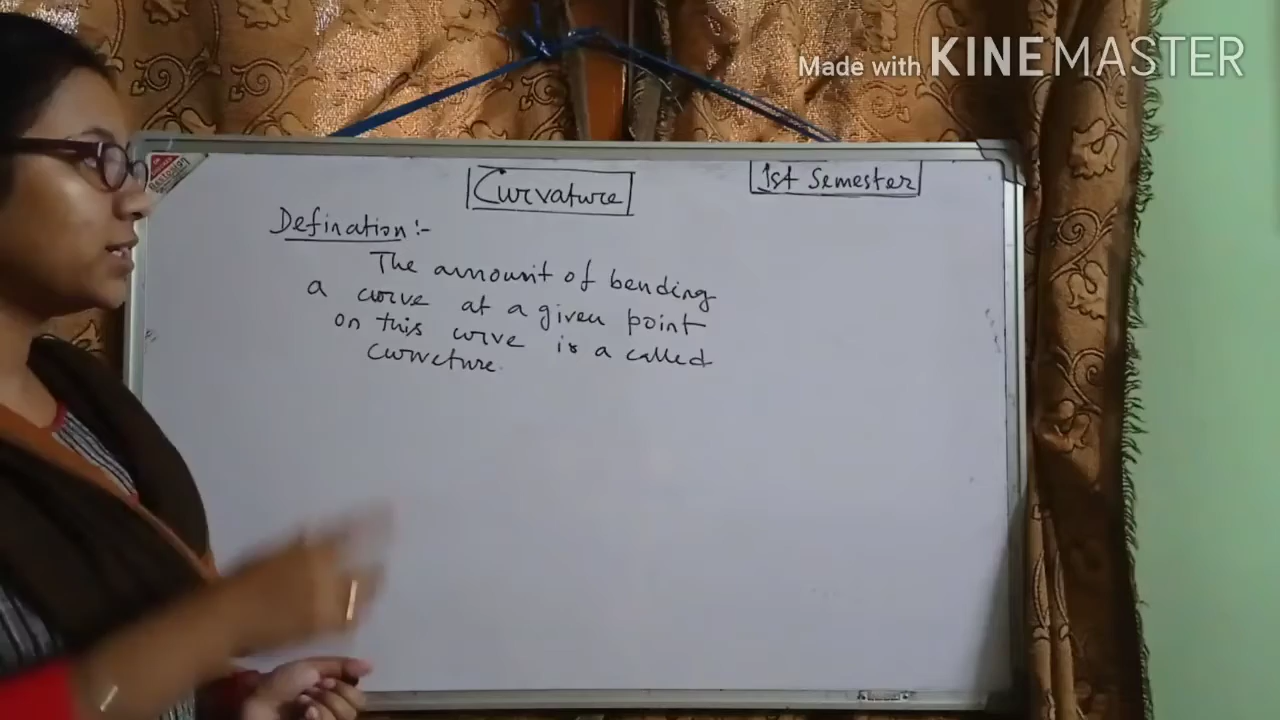 Made with KINEMASTER
Curvature
1st Semester
Defination :-
The amount of bending
a curve at a given point
on this curve is a called
curveture.